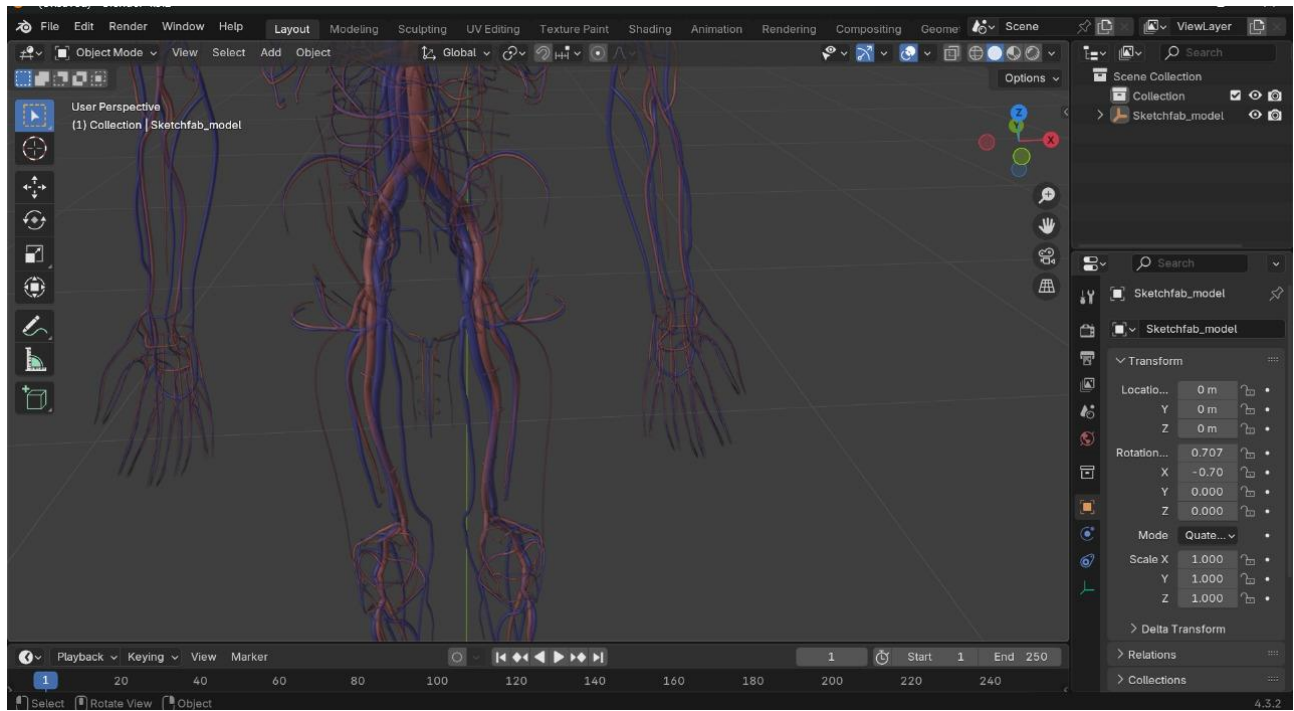 File Edit Render Window Help Layout Modeling Sculpting UV Editing Texture Paint Shading Animation Rendering Compositing Geome Scene ViewLayer
Object Mode View Select Add Object Global Search
Options
User Perspective
(1) Collection | Sketchfab_model
Z
Y
X
Scene Collection
Collection
Sketchfab_model
Search
Sketchfab_model
Sketchfab_model
Transform
Locatio... 0 m
Y 0 m
Z 0 m
Rotation... 0.707
X -0.70
Y 0.000
Z 0.000
Mode Quate...
Scale X 1.000
Y 1.000
Z 1.000
Delta Transform
Relations
Collections
Playback Keying View Marker 1 Start 1 End 250
1 20 40 60 80 100 120 140 160 180 200 220 240
Select Rotate View Object 4.3.2